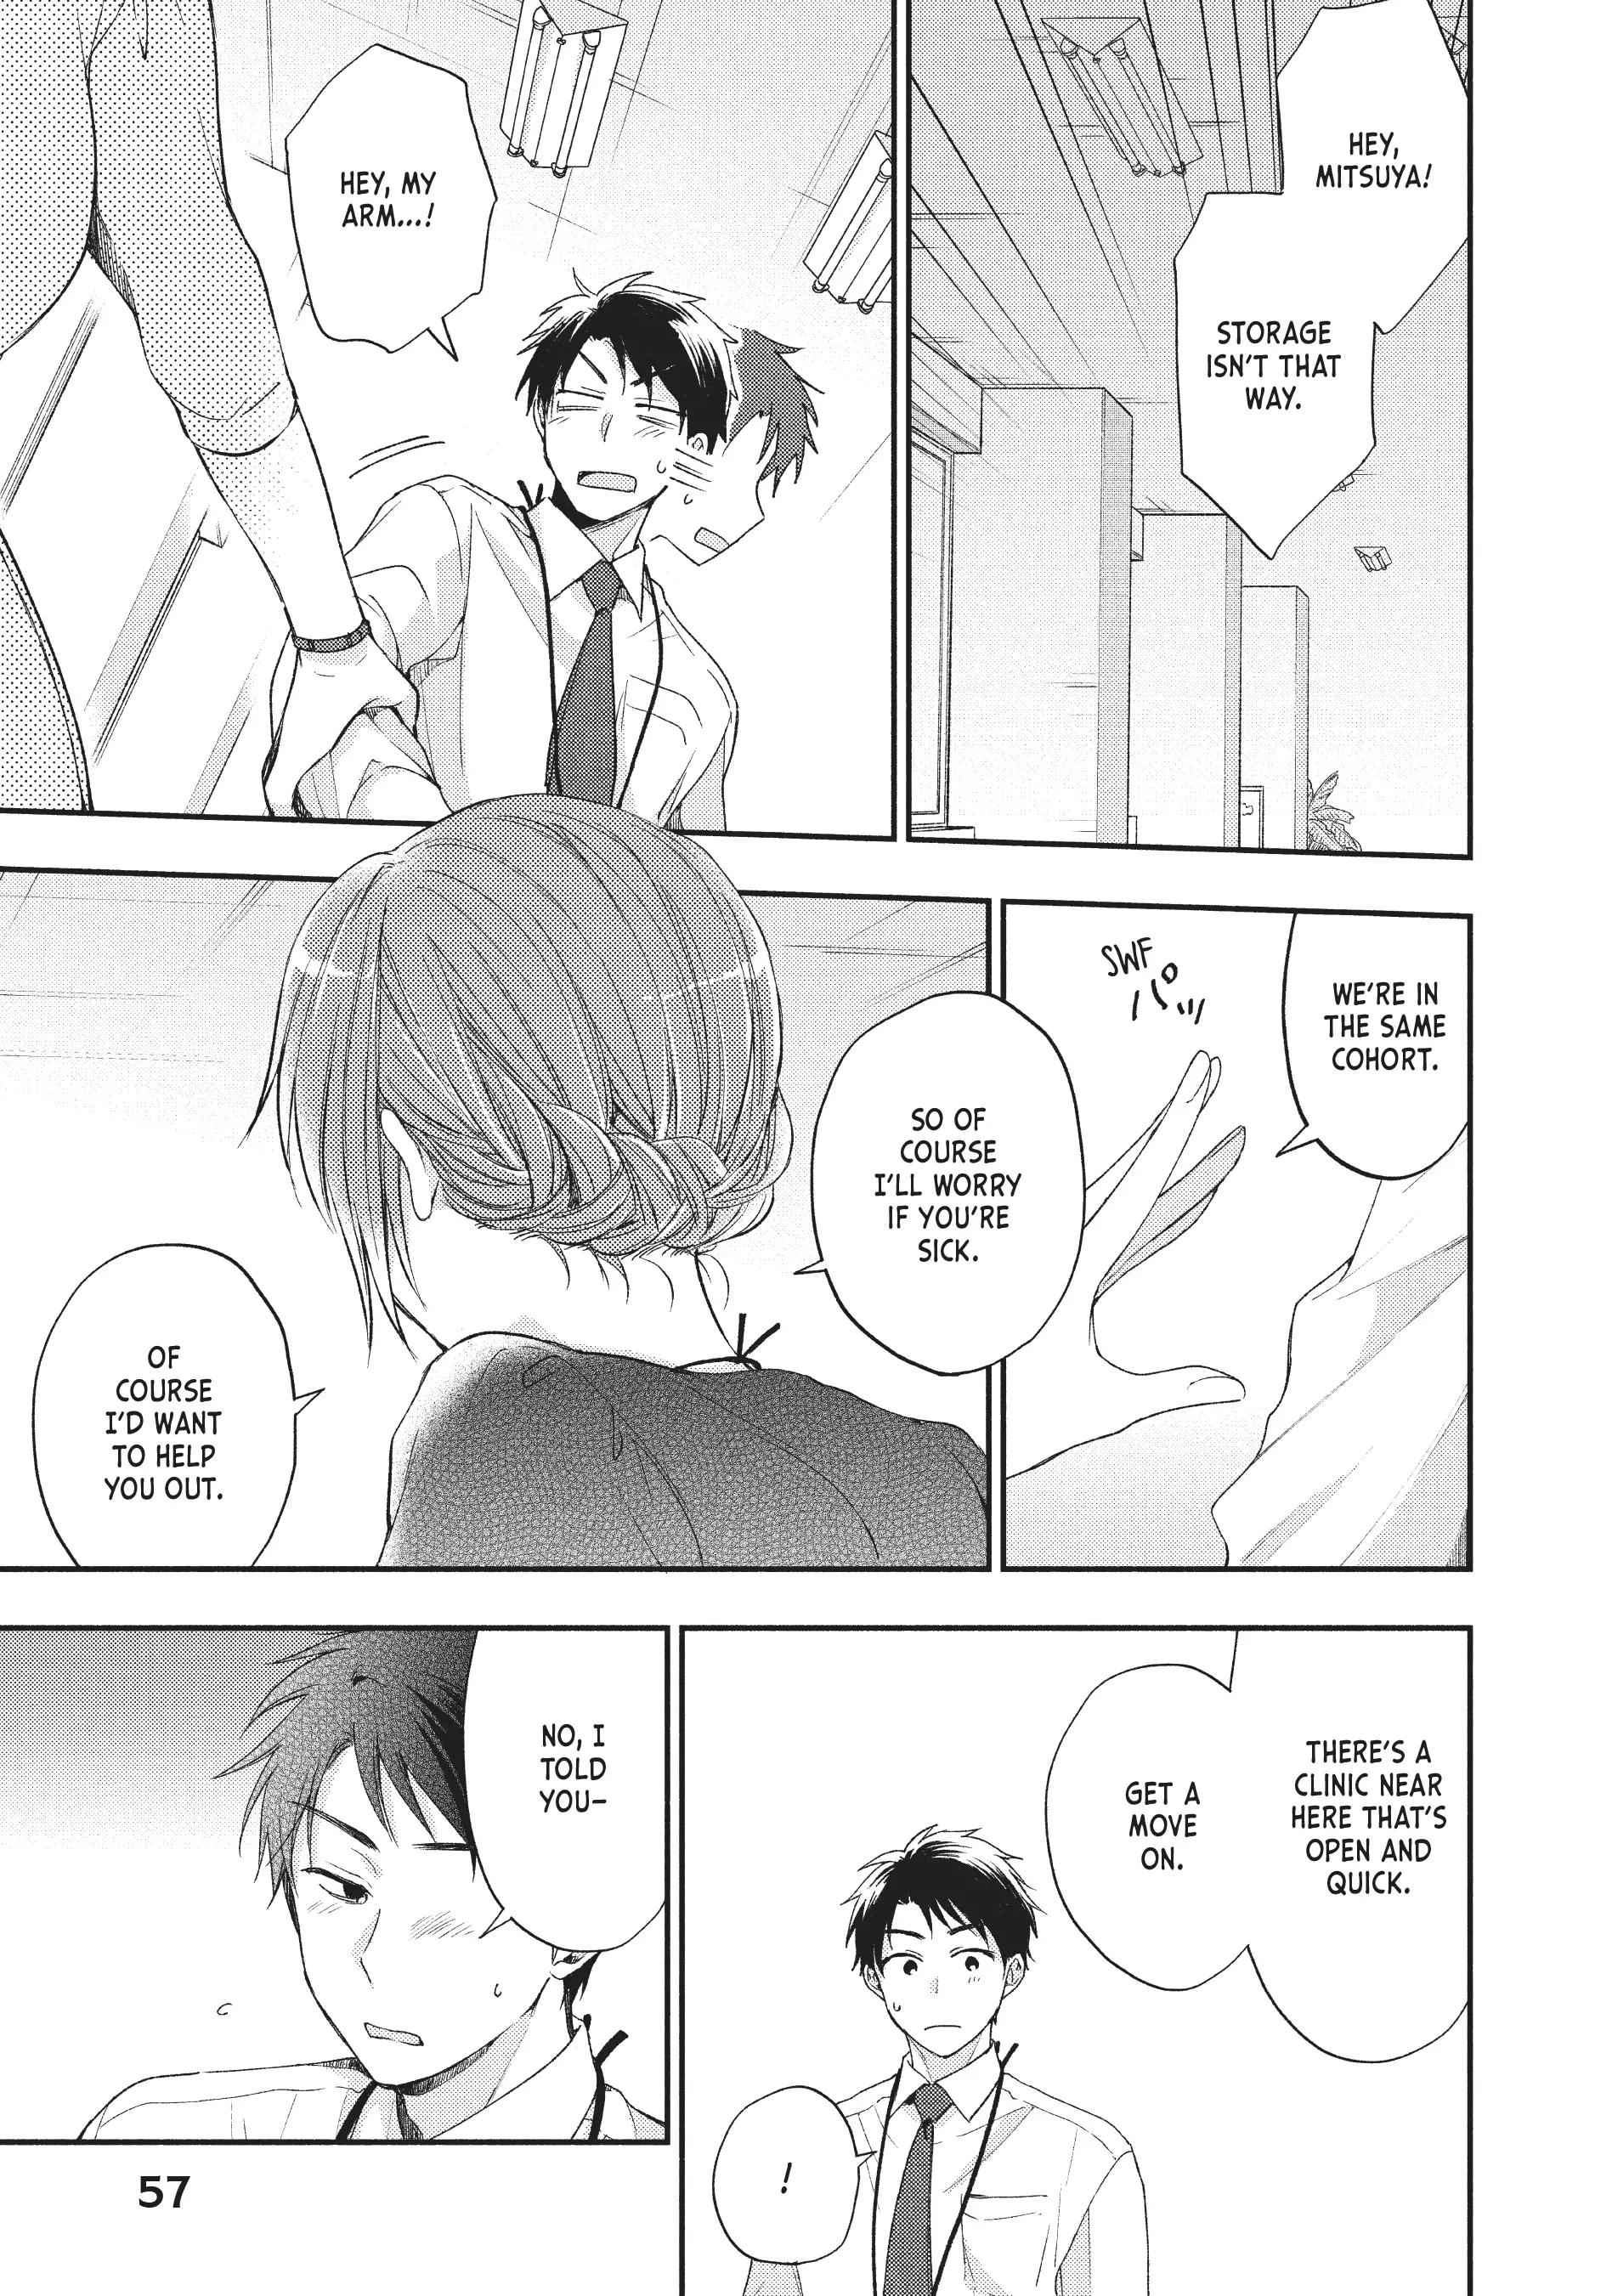 HEY,
MITSUYA!
STORAGE
ISN'T THAT
WAY.
HEY, MY
ARM...!
WE'RE IN
THE SAME
COHORT.
SWF
パッ
SO OF
COURSE
I'LL WORRY
IF YOU'RE
SICK.
OF
COURSE
I'D WANT
TO HELP
YOU OUT.
THERE'S A
CLINIC NEAR
HERE THAT'S
OPEN AND
QUICK.
GET A
MOVE
ON.
!
NO, I
TOLD
YOU-
57